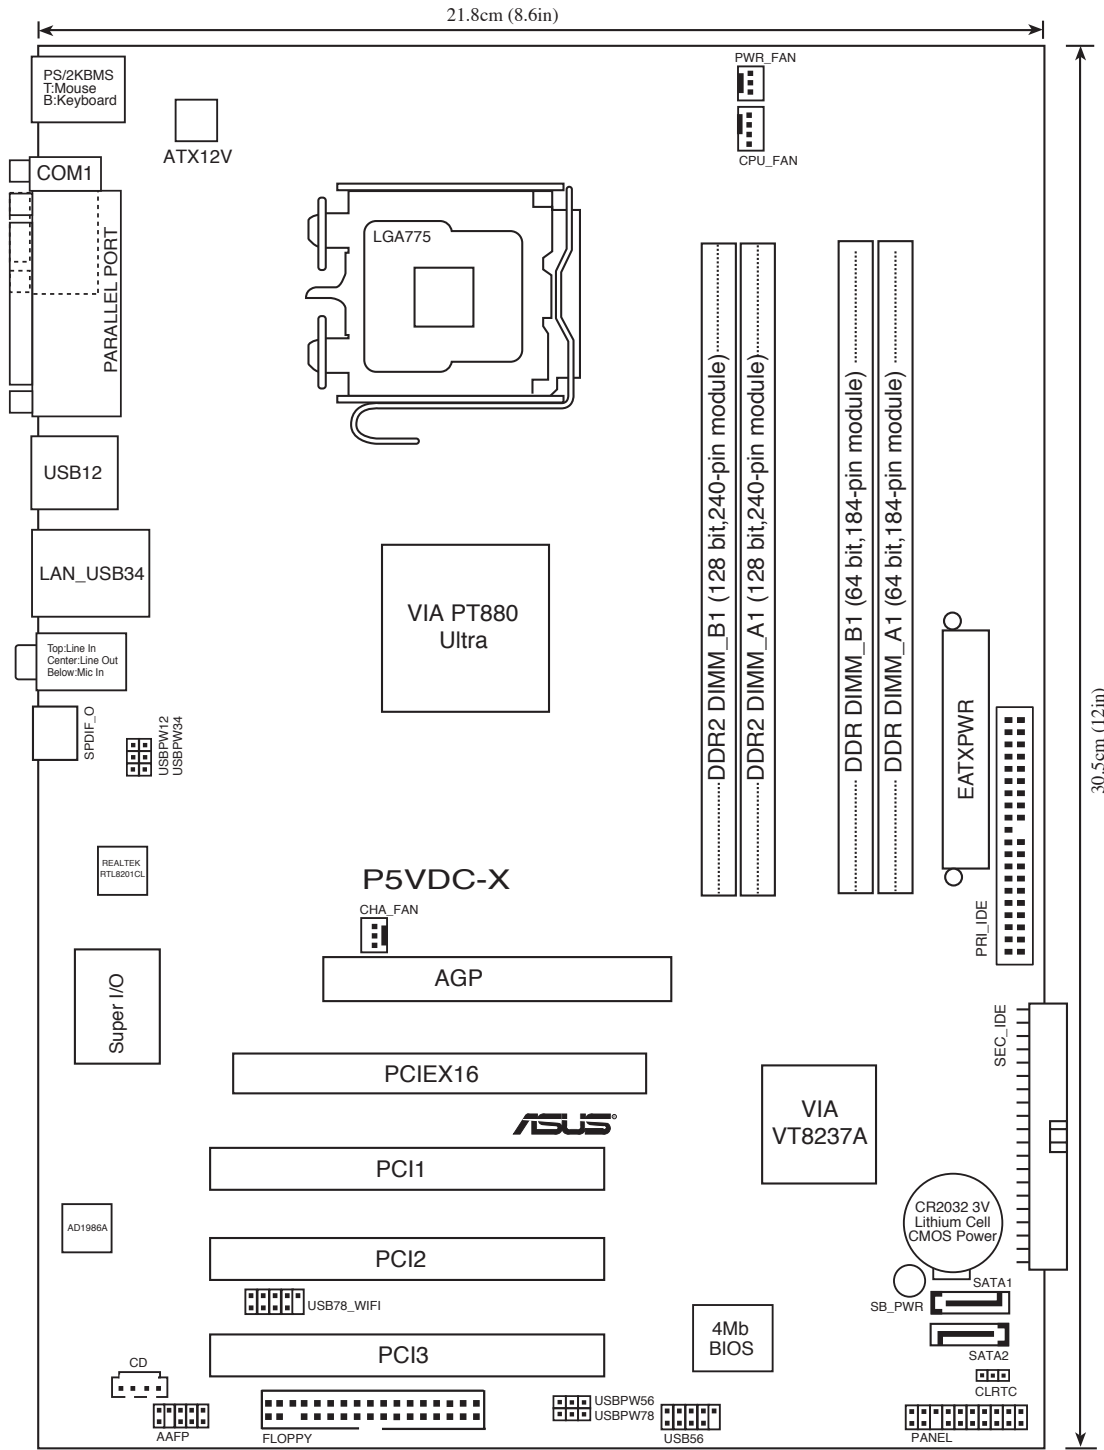 21.8cm (8.6in)
PS/2KBMS
T:Mouse
B:Keyboard
ATX12V
PWR_FAN
CPU_FAN
COM1
PARALLEL PORT
LGA775
USB12
LAN_USB34
VIA PT880
Ultra
DDR2 DIMM_B1 (128 bit,240-pin module)
DDR2 DIMM_A1 (128 bit,240-pin module)
DDR DIMM_B1 (64 bit,184-pin module)
DDR DIMM_A1 (64 bit,184-pin module)
Top:Line In
Center:Line Out
Below:Mic In
SPDIF_O
USBPW12
USBPW34
EATXPWR
30.5cm (12in)
REALTEK
RTL8201CL
P5VDC-X
CHA_FAN
PRI_IDE
AGP
Super I/O
SEC_IDE
PCIEX16
VIA
VT8237A
ASUS®
PCI1
AD1986A
CR2032 3V
Lithium Cell
CMOS Power
PCI2
SATA1
SB_PWR
USB78_WIFI
4Mb
BIOS
PCI3
SATA2
CD
CLRTC
USBPW56
USBPW78
AAFP
FLOPPY
USB56
PANEL